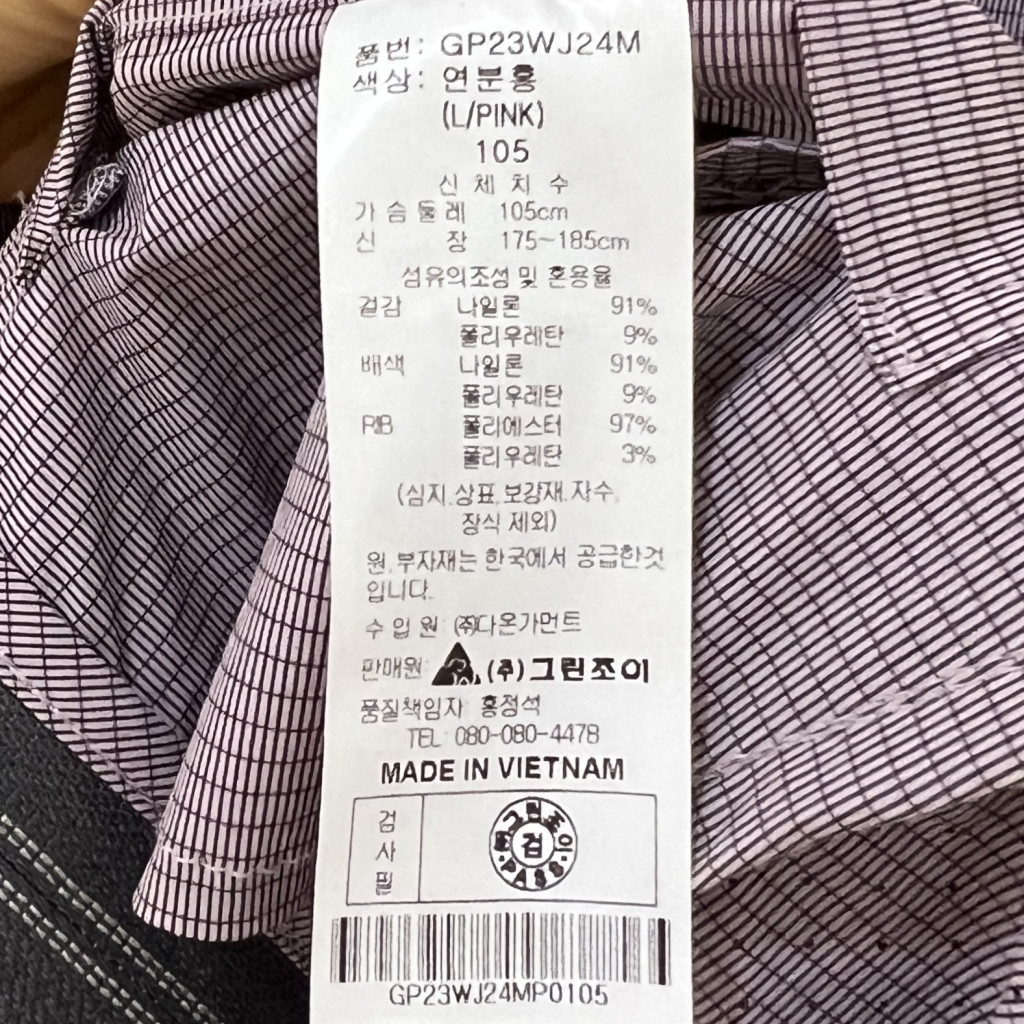 품번: GP23WJ24M
색상: 연분홍
(L/PINK)
105
신 체 치 수
가슴둘레 105cm
신 장 175~185cm
섬유의조성 및 혼용율
겉감 나일론 91%
폴리우레탄 9%
배색 나일론 91%
폴리우레탄 9%
RIB 폴리에스터 97%
폴리우레탄 3%
(심지.상표.보강재.자수.
장식 제외)
원.부자재는 한국에서 공급한것
입니다.
수 입 원: (주)다온가먼트
판매원: (주)그린조이
품질책임자 홍정석
TEL 080-080-4478
MADE IN VIETNAM
검사필
그린조이
검
PASS
GP23WJ24MP0105